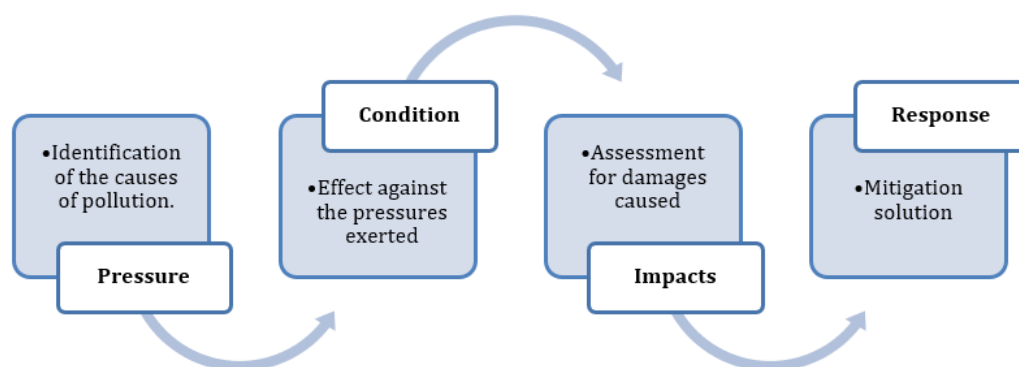 •Identification
of the causes
of pollution.
Pressure
Condition
•Effect against
the pressures
exerted
•Assessment
for damages
caused
Impacts
Response
•Mitigation
solution